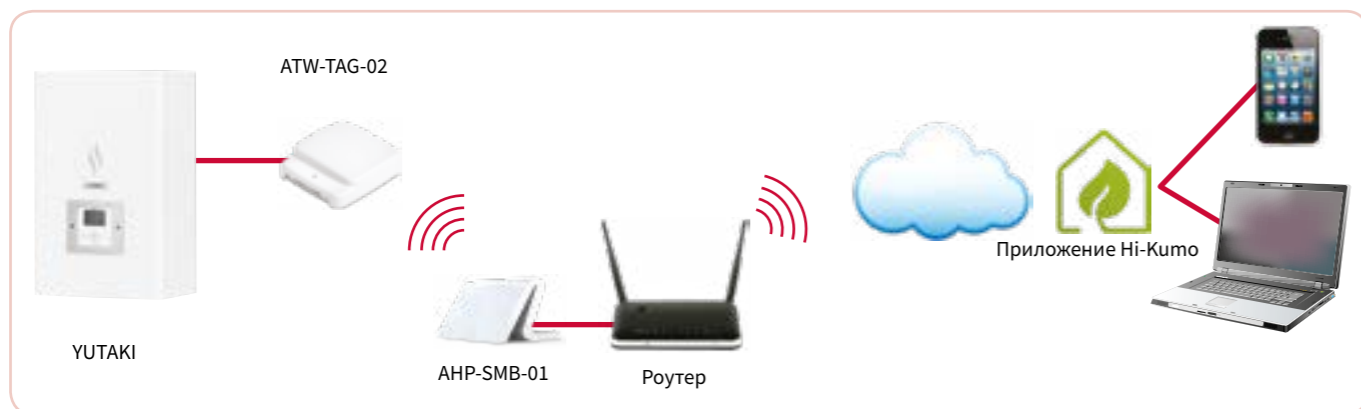 ATW-TAG-02
Приложение Hi-Kumo
YUTAKI
AHP-SMB-01
Роутер